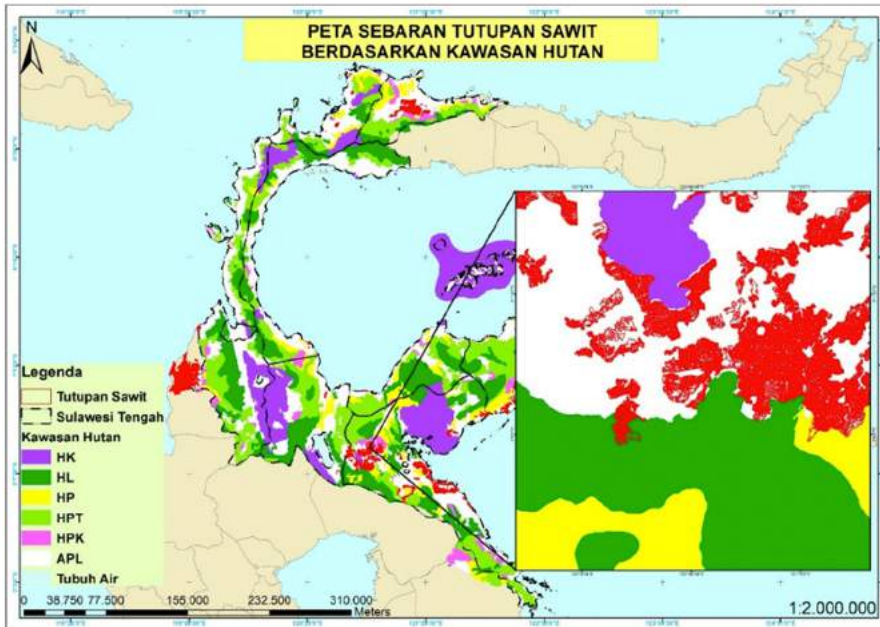 PETA SEBARAN TUTUPAN SAWIT
BERDASARKAN KAWASAN HUTAN
N
Legenda
Tutupan Sawit
Sulawesi Tengah
Kawasan Hutan
HK
HL
HP
HPT
HPK
APL
Tubuh Air
0 38.750 77.500 155.000 232.500 310.000
Meters
1:2.000.000